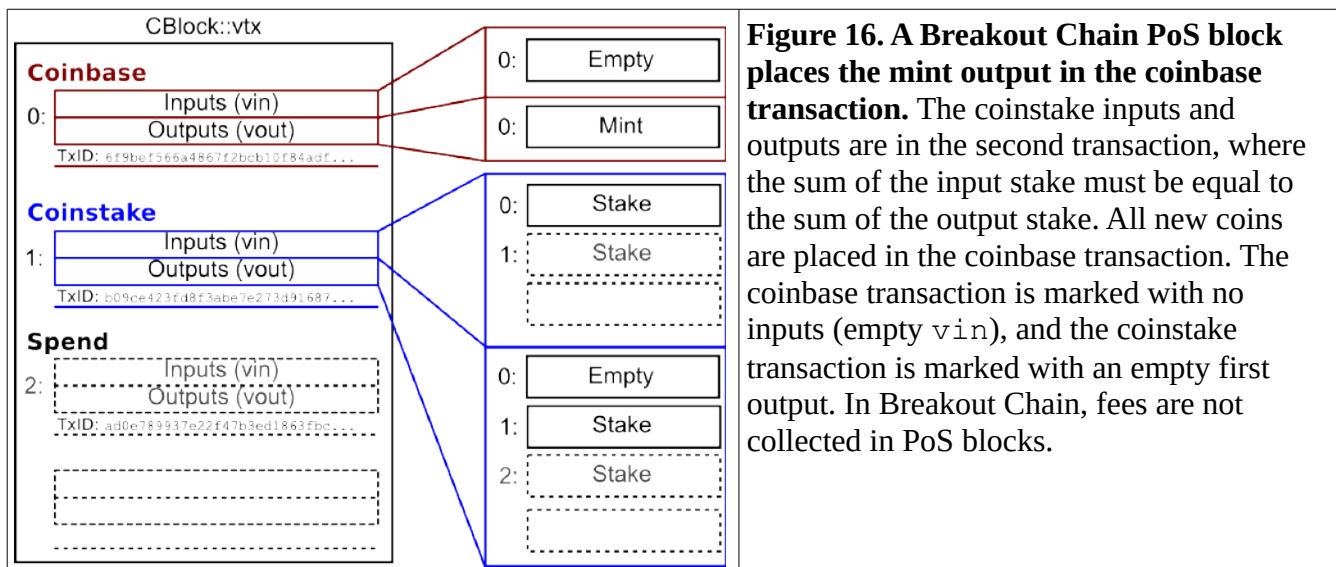 CBlock::vtx
Coinbase
0:
Inputs (vin)
Outputs (vout)
TxID: 6f9bef566a4867f2bcb10f84adf...
Coinstake
1:
Inputs (vin)
Outputs (vout)
TxID: b09ce423fd8f3abe7e273d91687...
Spend
2:
Inputs (vin)
Outputs (vout)
TxID: ad0e789937e22f47b3ed1863fbc...
0: Empty
0: Mint
0: Stake
1: Stake
0: Empty
1: Stake
2: Stake
Figure 16. A Breakout Chain PoS block
places the mint output in the coinbase
transaction. The coinstake inputs and
outputs are in the second transaction, where
the sum of the input stake must be equal to
the sum of the output stake. All new coins
are placed in the coinbase transaction. The
coinbase transaction is marked with no
inputs (empty vin), and the coinstake
transaction is marked with an empty first
output. In Breakout Chain, fees are not
collected in PoS blocks.